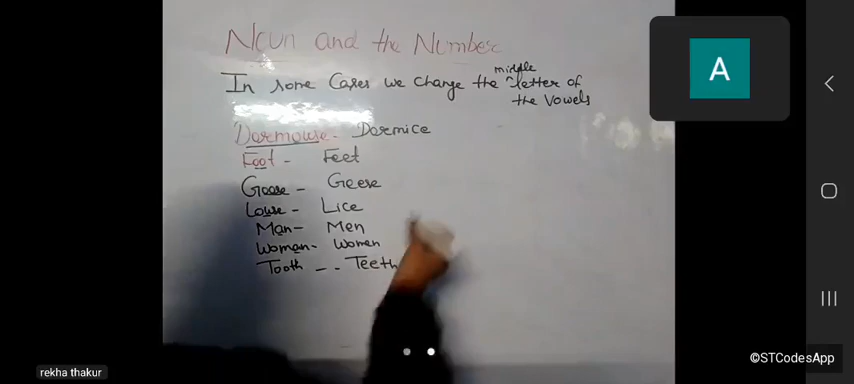 Noun and the Number
middle
In some Cases we change the ^letter of
the Vowels
Dormouse - Dormice
Foot - Feet
Goose - Geese
Louse - Lice
Man - Men
Woman - Women
Tooth - - Teeth
A
rekha thakur
©STCodesApp